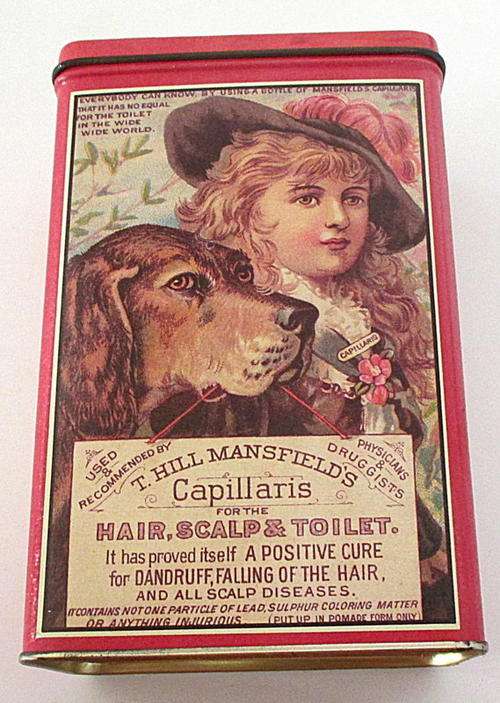 EVERYBODY CAN KNOW, BY USING A BOTTLE OF MANSFIELD'S CAPILLARIS
THAT IT HAS NO EQUAL
FOR THE TOILET
IN THE WIDE
WIDE WORLD.
CAPILLARIS
USED
&
RECOMMENDED BY
PHYSICIANS
&
DRUGGISTS
T. HILL MANSFIELD'S
Capillaris
FOR THE
HAIR, SCALP & TOILET.
It has proved itself A POSITIVE CURE
for DANDRUFF, FALLING OF THE HAIR,
AND ALL SCALP DISEASES.
IT CONTAINS NOT ONE PARTICLE OF LEAD, SULPHUR COLORING MATTER
OR ANYTHING INJURIOUS (PUT UP IN POMADE FORM ONLY)